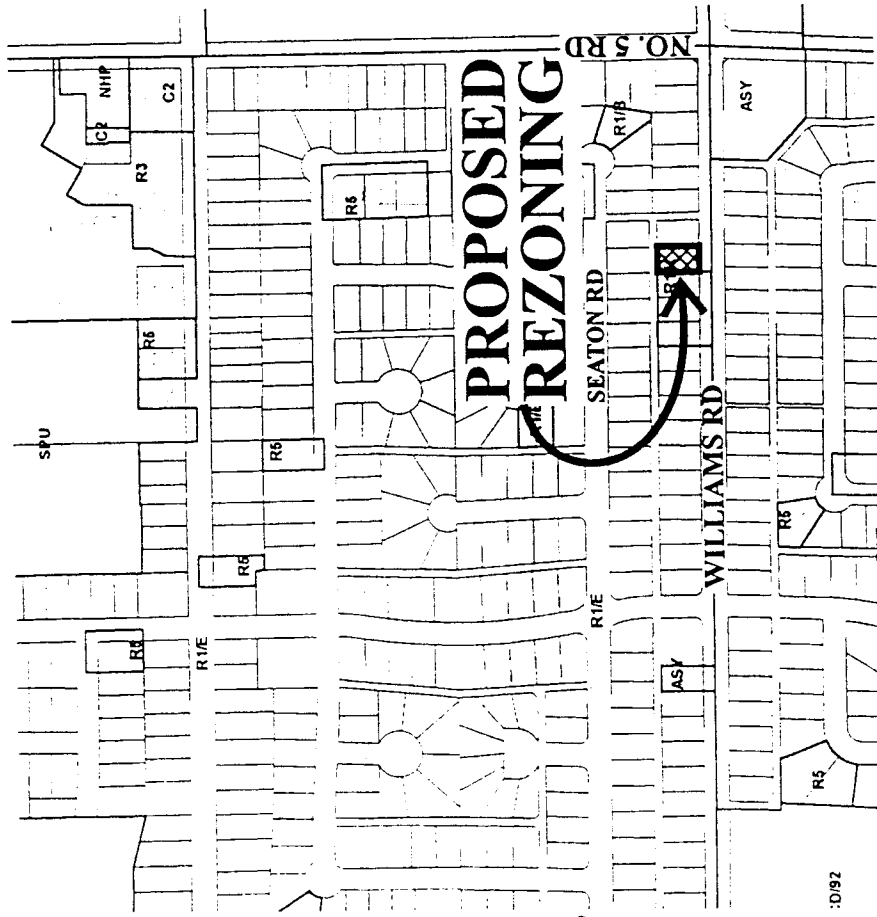 NO. 5 RD
NHP
C2
C2
R3
R5
SPU
R5
R5
R5
R5
R1/E
PROPOSED
REZONING
R1/B
ASY
SEATON RD
R1/E
WILLIAMS RD
R1/E
ASY
R5
R5